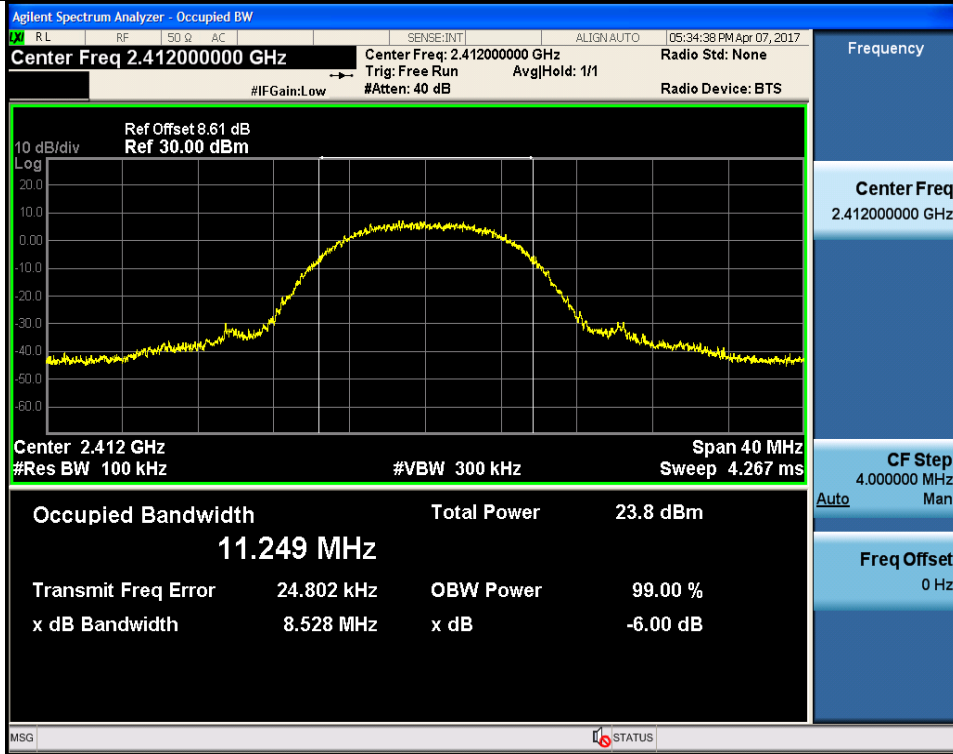 Agilent Spectrum Analyzer - Occupied BW
LXI RL RF 50 Ω AC SENSE:INT ALIGN AUTO 05:34:38 PM Apr 07, 2017
Center Freq 2.412000000 GHz
Center Freq: 2.412000000 GHz Radio Std: None
Trig: Free Run Avg|Hold: 1/1
#IFGain:Low #Atten: 40 dB Radio Device: BTS
Ref Offset 8.61 dB
10 dB/div Ref 30.00 dBm
Log
20.0
10.0
0.00
-10.0
-20.0
-30.0
-40.0
-50.0
-60.0
Center 2.412 GHz Span 40 MHz
#Res BW 100 kHz #VBW 300 kHz Sweep 4.267 ms
Occupied Bandwidth Total Power 23.8 dBm
11.249 MHz
Transmit Freq Error 24.802 kHz OBW Power 99.00 %
x dB Bandwidth 8.528 MHz x dB -6.00 dB
MSG STATUS
Frequency
Center Freq
2.412000000 GHz
CF Step
4.000000 MHz
Auto Man
Freq Offset
0 Hz